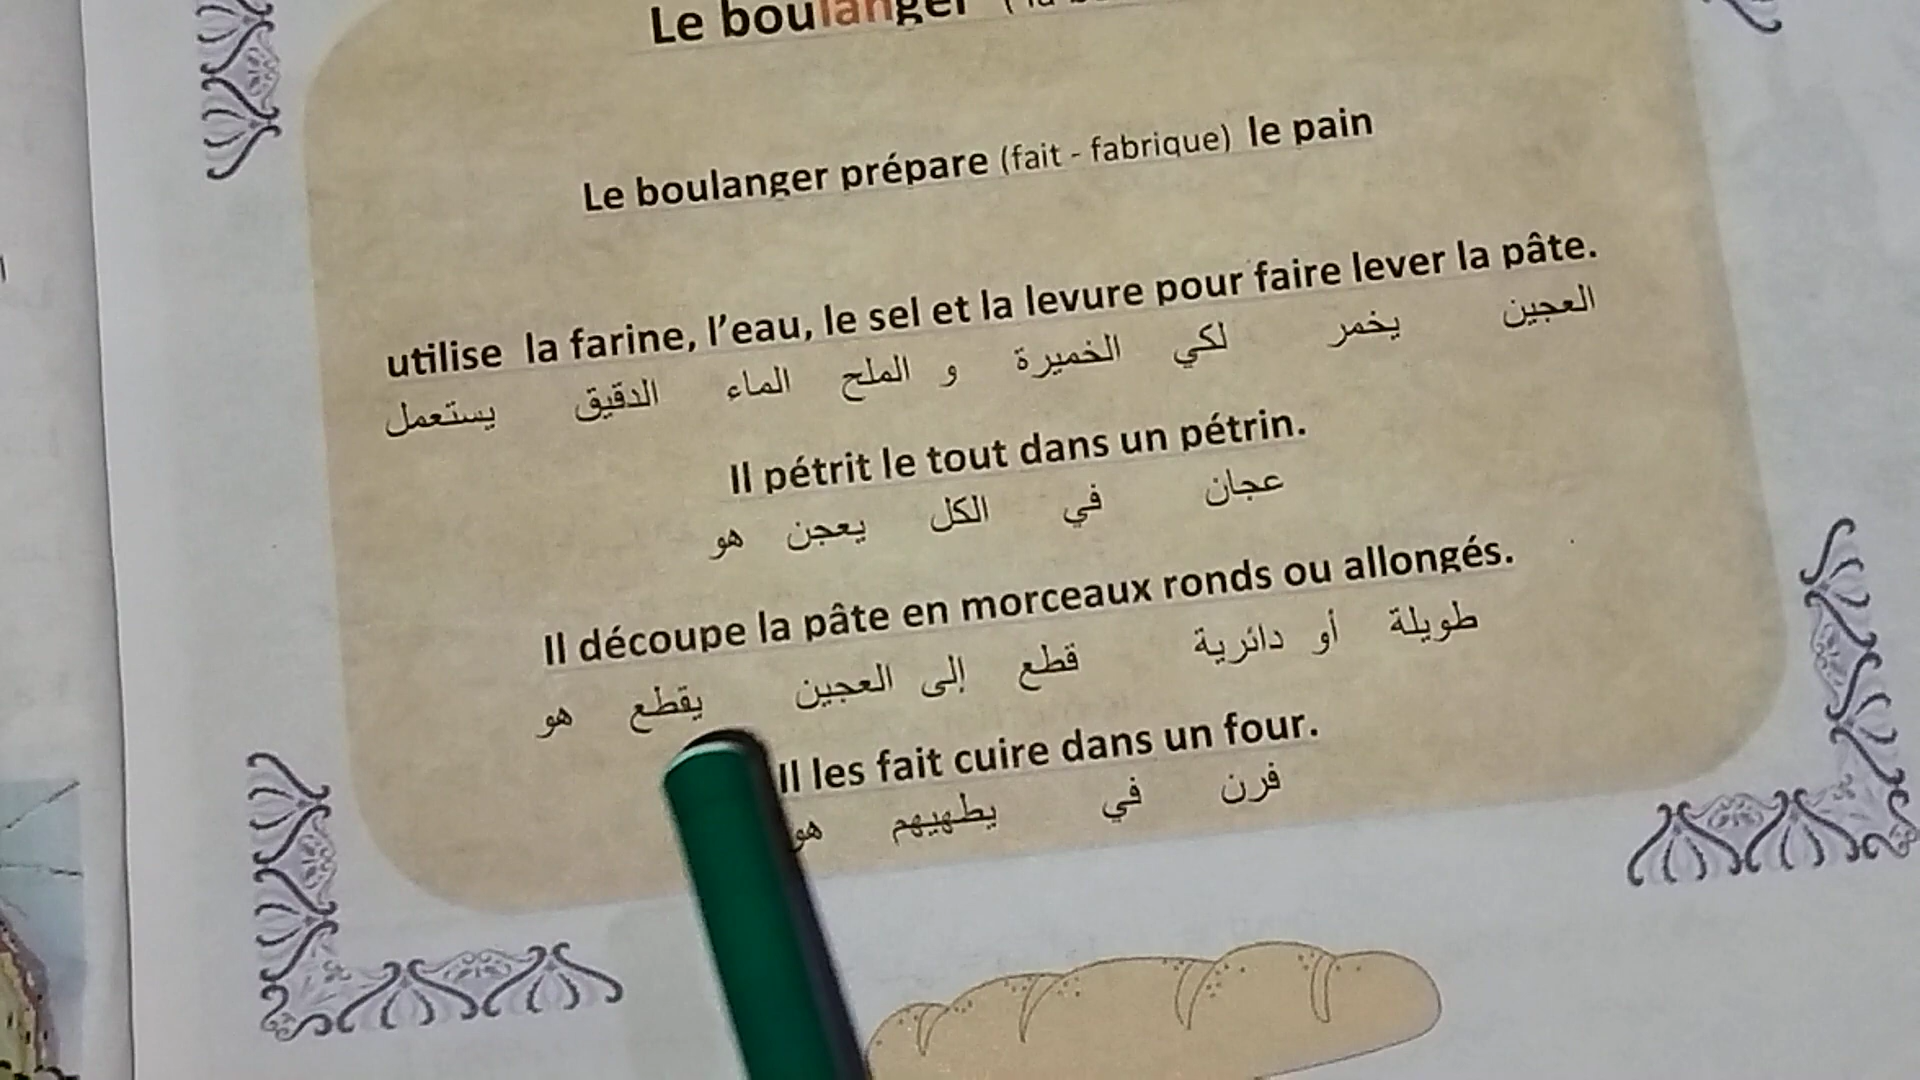 Le boulanger
Le boulanger prépare (fait - fabrique) le pain
utilise la farine, l'eau, le sel et la levure pour faire lever la pâte.
يستعمل الدقيق الماء الملح و الخميرة لكي يخمر العجين
Il pétrit le tout dans un pétrin.
هو يعجن الكل في عجان
Il découpe la pâte en morceaux ronds ou allongés.
هو يقطع العجين إلى قطع دائرية أو طويلة
Il les fait cuire dans un four.
هو يطهيهم في فرن